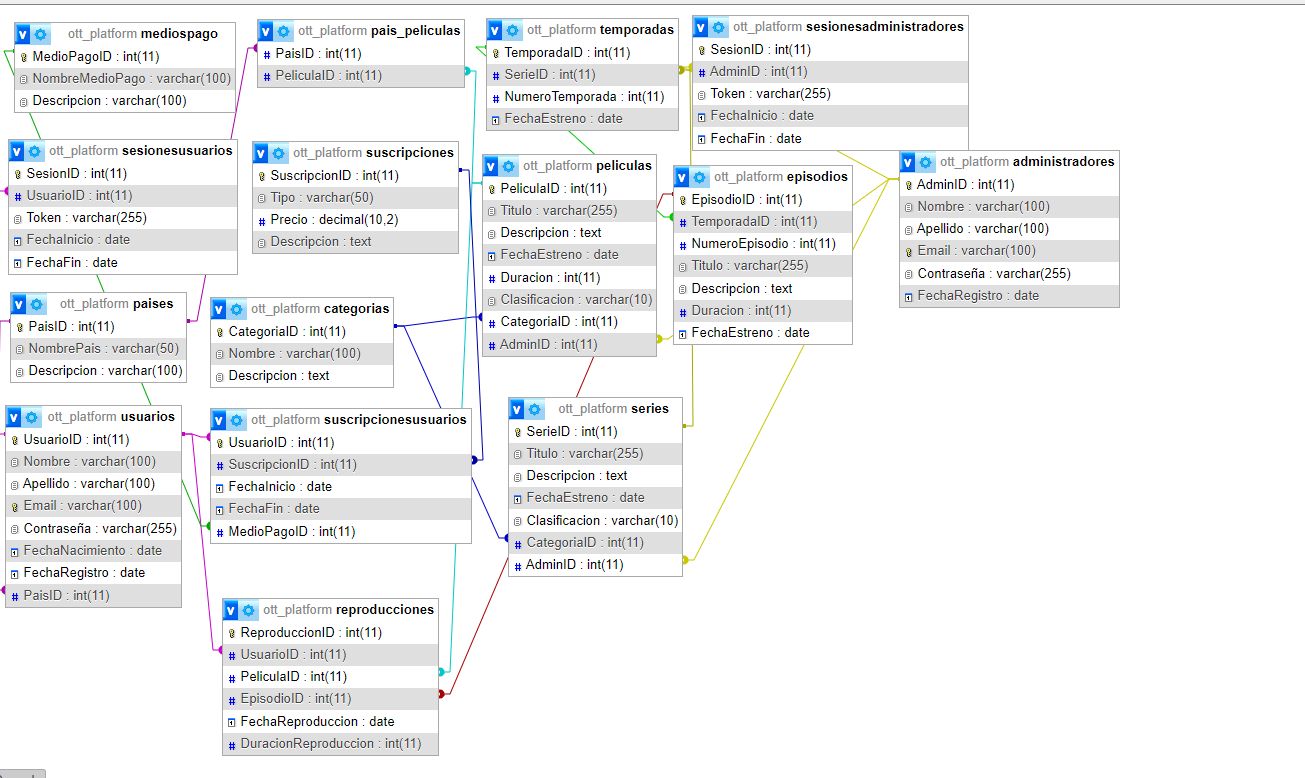 ott_platform mediospago
MedioPagoID : int(11)
NombreMedioPago : varchar(100)
Descripcion : varchar(100)
ott_platform pais_peliculas
PaisID : int(11)
PeliculaID : int(11)
ott_platform temporadas
TemporadaID : int(11)
SerieID : int(11)
NumeroTemporada : int(11)
FechaEstreno : date
ott_platform sesionesadministradores
SesionID : int(11)
AdminID : int(11)
Token : varchar(255)
FechaInicio : date
FechaFin : date
ott_platform sesionesusuarios
SesionID : int(11)
UsuarioID : int(11)
Token : varchar(255)
FechaInicio : date
FechaFin : date
ott_platform suscripciones
SuscripcionID : int(11)
Tipo : varchar(50)
Precio : decimal(10,2)
Descripcion : text
ott_platform peliculas
PeliculaID : int(11)
Titulo : varchar(255)
Descripcion : text
FechaEstreno : date
Duracion : int(11)
Clasificacion : varchar(10)
CategoriaID : int(11)
AdminID : int(11)
ott_platform episodios
EpisodioID : int(11)
TemporadaID : int(11)
NumeroEpisodio : int(11)
Titulo : varchar(255)
Descripcion : text
Duracion : int(11)
FechaEstreno : date
ott_platform administradores
AdminID : int(11)
Nombre : varchar(100)
Apellido : varchar(100)
Email : varchar(100)
Contraseña : varchar(255)
FechaRegistro : date
ott_platform paises
PaisID : int(11)
NombrePais : varchar(50)
Descripcion : varchar(100)
ott_platform categorias
CategoriaID : int(11)
Nombre : varchar(100)
Descripcion : text
ott_platform usuarios
UsuarioID : int(11)
Nombre : varchar(100)
Apellido : varchar(100)
Email : varchar(100)
Contraseña : varchar(255)
FechaNacimiento : date
FechaRegistro : date
PaisID : int(11)
ott_platform suscripcionesusuarios
UsuarioID : int(11)
SuscripcionID : int(11)
FechaInicio : date
FechaFin : date
MedioPagoID : int(11)
ott_platform series
SerieID : int(11)
Titulo : varchar(255)
Descripcion : text
FechaEstreno : date
Clasificacion : varchar(10)
CategoriaID : int(11)
AdminID : int(11)
ott_platform reproducciones
ReproduccionID : int(11)
UsuarioID : int(11)
PeliculaID : int(11)
EpisodioID : int(11)
FechaReproduccion : date
DuracionReproduccion : int(11)